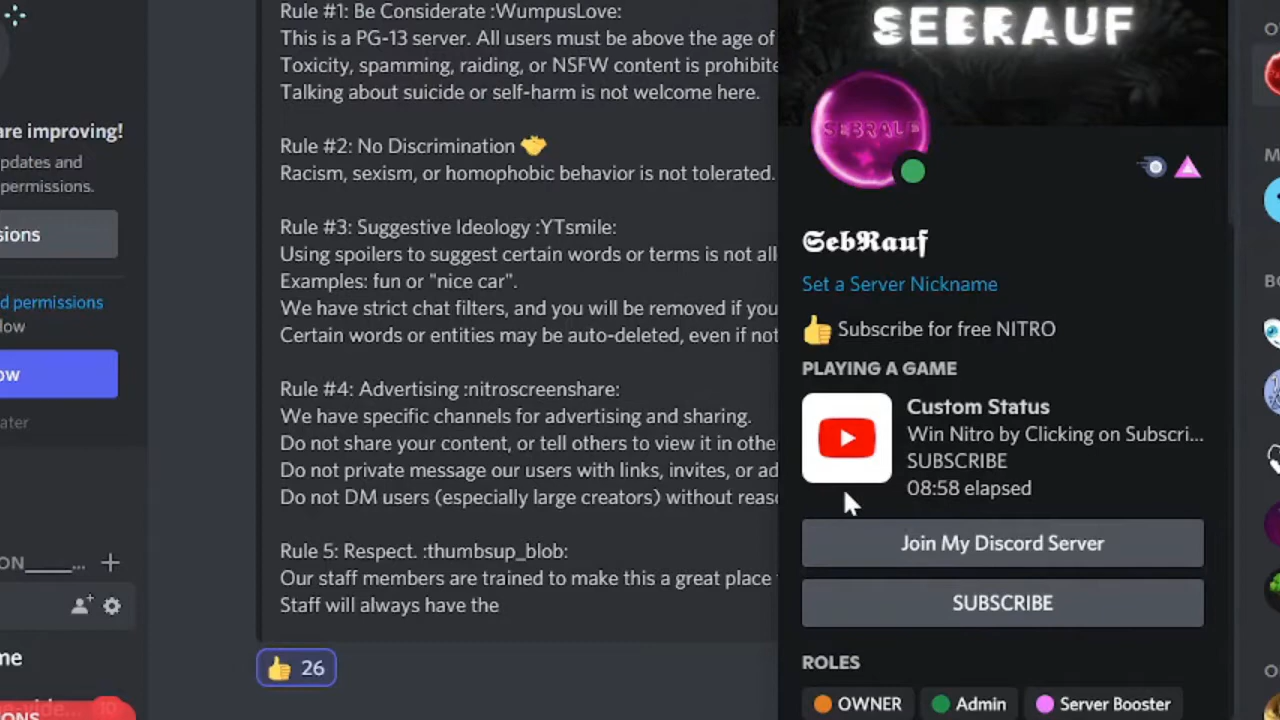 are improving!
updates and
permissions.
sions
d permissions
low
ow
ater
ON_____... +
me
10
IONS
Rule #1: Be Considerate :WumpusLove:
This is a PG-13 server. All users must be above the age of
Toxicity, spamming, raiding, or NSFW content is prohibite
Talking about suicide or self-harm is not welcome here.
Rule #2: No Discrimination 🤝
Racism, sexism, or homophobic behavior is not tolerated.
Rule #3: Suggestive Ideology :YTsmile:
Using spoilers to suggest certain words or terms is not all
Examples: fun or "nice car".
We have strict chat filters, and you will be removed if you
Certain words or entities may be auto-deleted, even if not
Rule #4: Advertising :nitroscreenshare:
We have specific channels for advertising and sharing.
Do not share your content, or tell others to view it in othe
Do not private message our users with links, invites, or ad
Do not DM users (especially large creators) without reas
Rule 5: Respect. :thumbsup_blob:
Our staff members are trained to make this a great place
Staff will always have the
👍 26
SEBRAUF
SEBRAUF
𝕾𝖊𝖇𝕽𝖆𝖚𝖋
Set a Server Nickname
👍 Subscribe for free NITRO
PLAYING A GAME
Custom Status
Win Nitro by Clicking on Subscri...
SUBSCRIBE
08:58 elapsed
Join My Discord Server
SUBSCRIBE
ROLES
OWNER
Admin
Server Booster